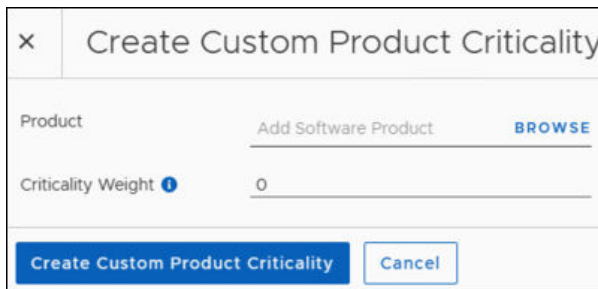 × Create Custom Product Criticality
Product Add Software Product BROWSE
Criticality Weight i 0
Create Custom Product Criticality Cancel